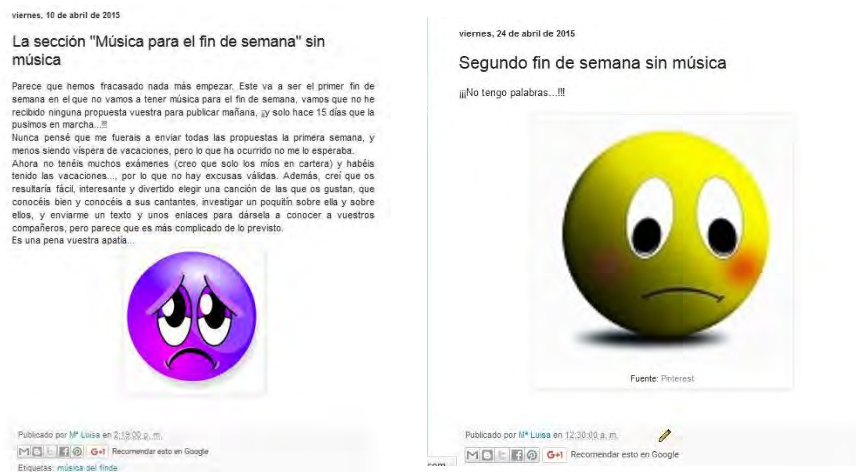 viernes, 10 de abril de 2015
La sección "Música para el fin de semana" sin
música
Parece que hemos fracasado nada más empezar. Este va a ser el primer fin de
semana en el que no vamos a tener música para el fin de semana, vamos que no he
recibido ninguna propuesta vuestra para publicar mañana, ¡¡y solo hace 15 días que la
pusimos en marcha...!!!
Nunca pensé que me fuerais a enviar todas las propuestas la primera semana, y
menos siendo víspera de vacaciones, pero lo que ha ocurrido no me lo esperaba.
Ahora no tenéis muchos exámenes (creo que solo los míos en cartera) y habéis
tenido las vacaciones..., por lo que no hay excusas válidas. Además, creí que os
resultaría fácil, interesante y divertido elegir una canción de las que os gustan, que
conocéis bien y conocéis a sus cantantes, investigar un poquitín sobre ella y sobre
ellos, y enviarme un texto y unos enlaces para dársela a conocer a vuestros
compañeros, pero parece que es más complicado de lo previsto.
Es una pena vuestra apatía...
Publicado por Mª Luisa en 2:19:00 p. m.
G+1 Recomendar esto en Google
Etiquetas: música del finde
viernes, 24 de abril de 2015
Segundo fin de semana sin música
¡¡¡No tengo palabras...!!!
Fuente: Pinterest
Publicado por Mª Luisa en 12:30:00 a. m.
G+1 Recomendar esto en Google
com